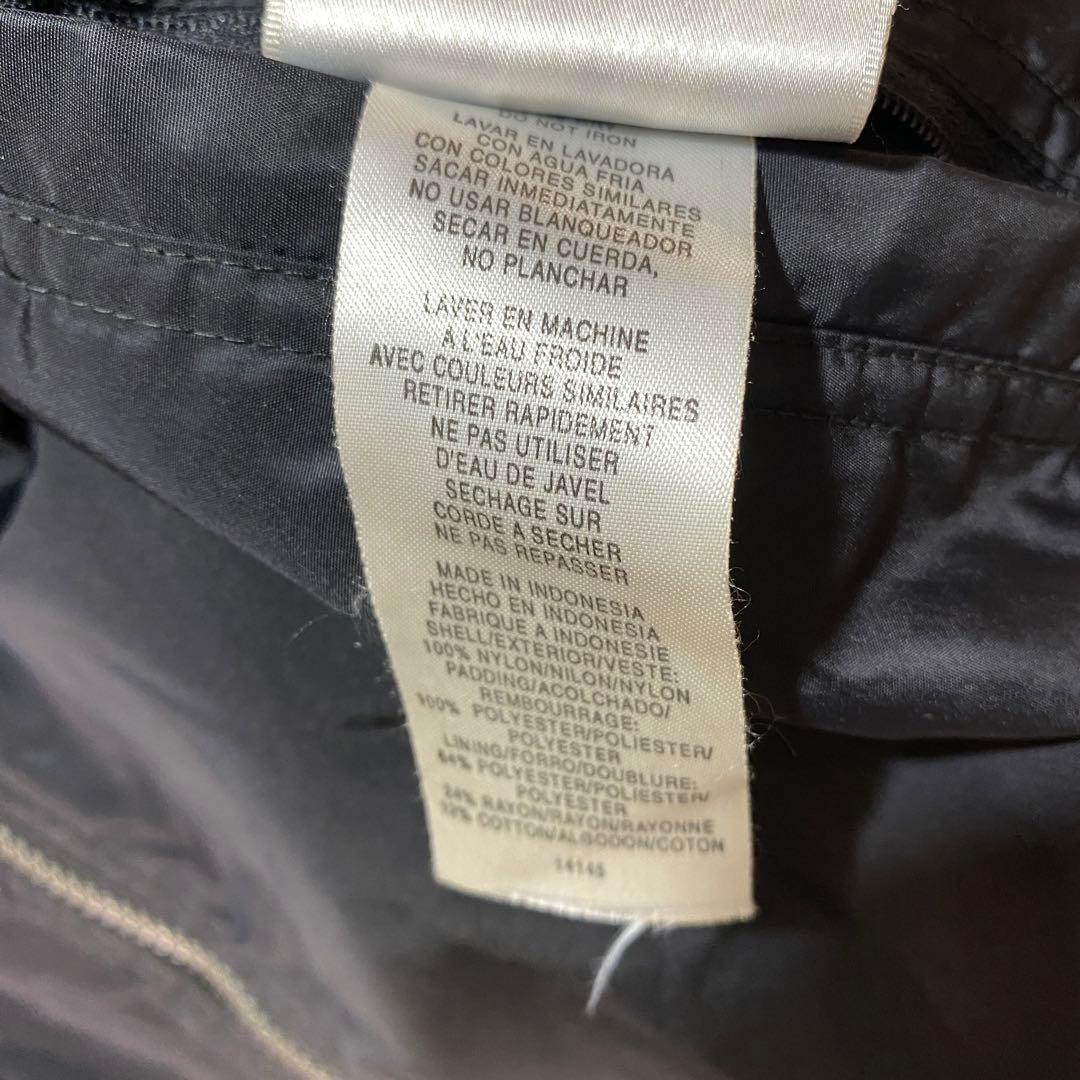 DO NOT IRON
LAVAR EN LAVADORA
CON AGUA FRIA
CON COLORES SIMILARES
SACAR INMEDIATAMENTE
NO USAR BLANQUEADOR
SECAR EN CUERDA,
NO PLANCHAR
LAVER EN MACHINE
A L'EAU FROIDE
AVEC COULEURS SIMILAIRES
RETIRER RAPIDEMENT
NE PAS UTILISER
D'EAU DE JAVEL
SECHAGE SUR
CORDE A SECHER
NE PAS REPASSER
MADE IN INDONESIA
HECHO EN INDONESIA
FABRIQUE A INDONESIE
SHELL/EXTERIOR/VESTE:
100% NYLON/NILON/NYLON
PADDING/ACOLCHADO/
REMBOURRAGE:
100% POLYESTER/POLIESTER/
POLYESTER
LINING/FORRO/DOUBLURE:
64% POLYESTER/POLIESTER/
POLYESTER
24% RAYON/RAYON/RAYONNE
12% COTTON/ALGODON/COTON
14145